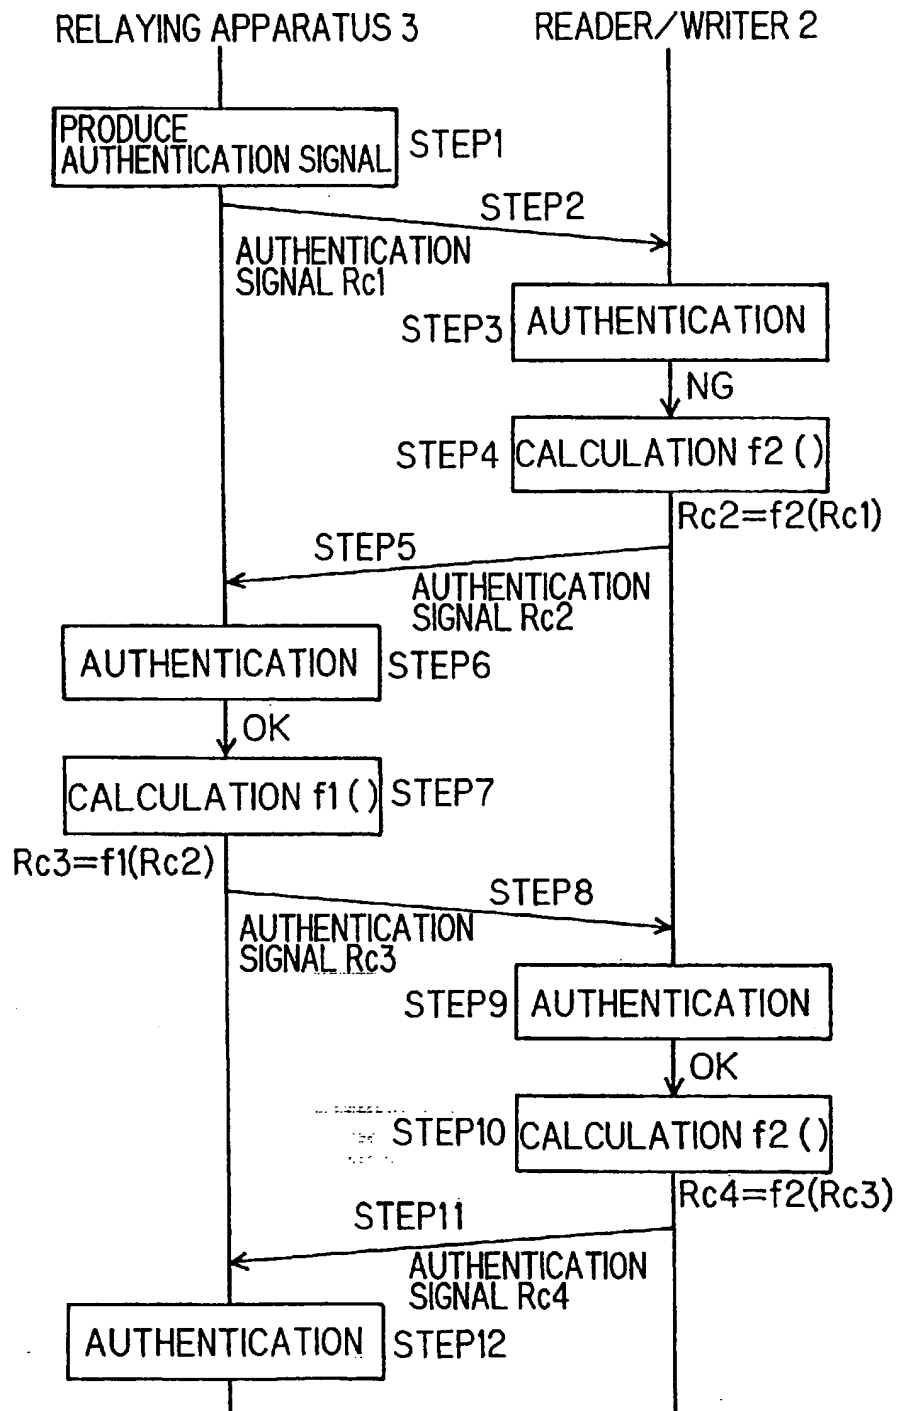 RELAYING APPARATUS 3
READER/WRITER 2
PRODUCE
AUTHENTICATION SIGNAL
STEP1
STEP2
AUTHENTICATION
SIGNAL Rc1
STEP3
AUTHENTICATION
NG
STEP4
CALCULATION f2 ()
Rc2=f2(Rc1)
STEP5
AUTHENTICATION
SIGNAL Rc2
AUTHENTICATION
STEP6
OK
CALCULATION f1 ()
STEP7
Rc3=f1(Rc2)
STEP8
AUTHENTICATION
SIGNAL Rc3
STEP9
AUTHENTICATION
OK
STEP10
CALCULATION f2 ()
Rc4=f2(Rc3)
STEP11
AUTHENTICATION
SIGNAL Rc4
AUTHENTICATION
STEP12